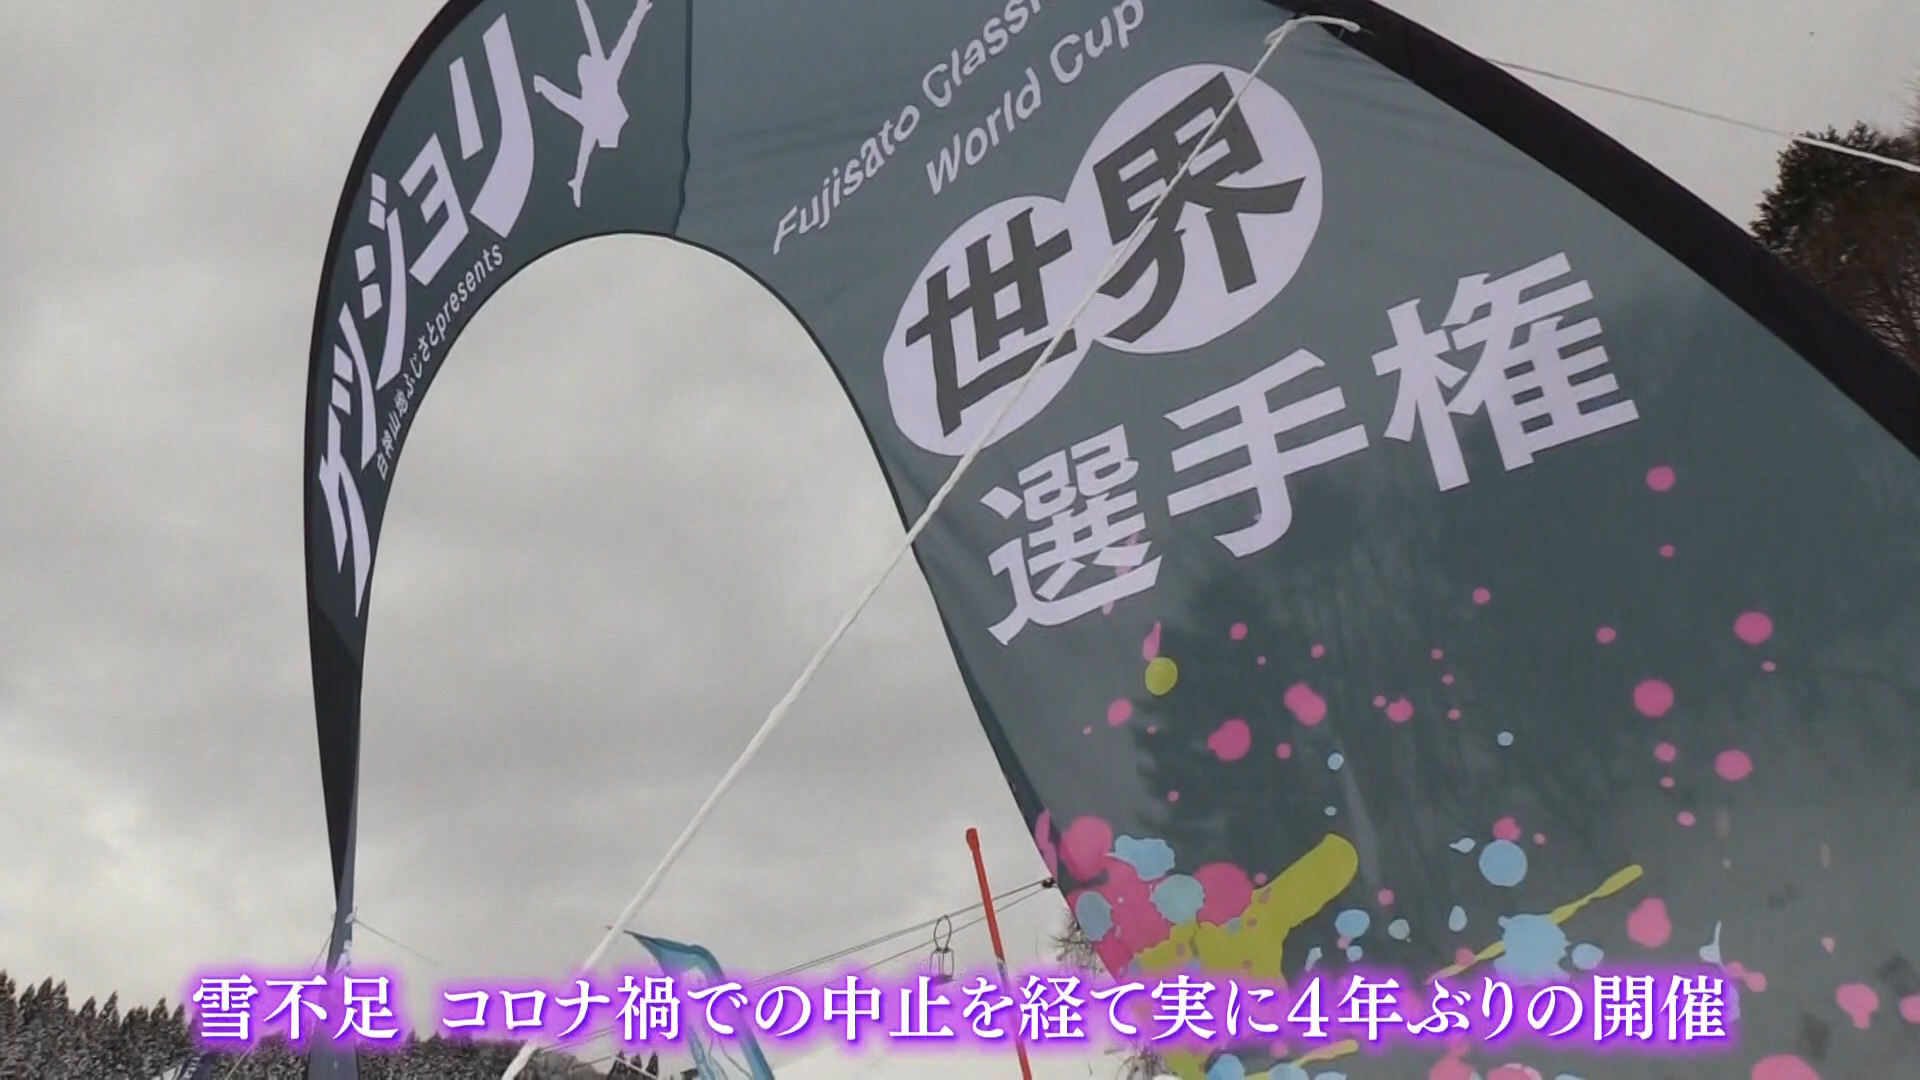 ケツジョリ
白神山地ふじさとpresents
Fujisato Classic
World Cup
世界
選手権
雪不足 コロナ禍での中止を経て実に4年ぶりの開催